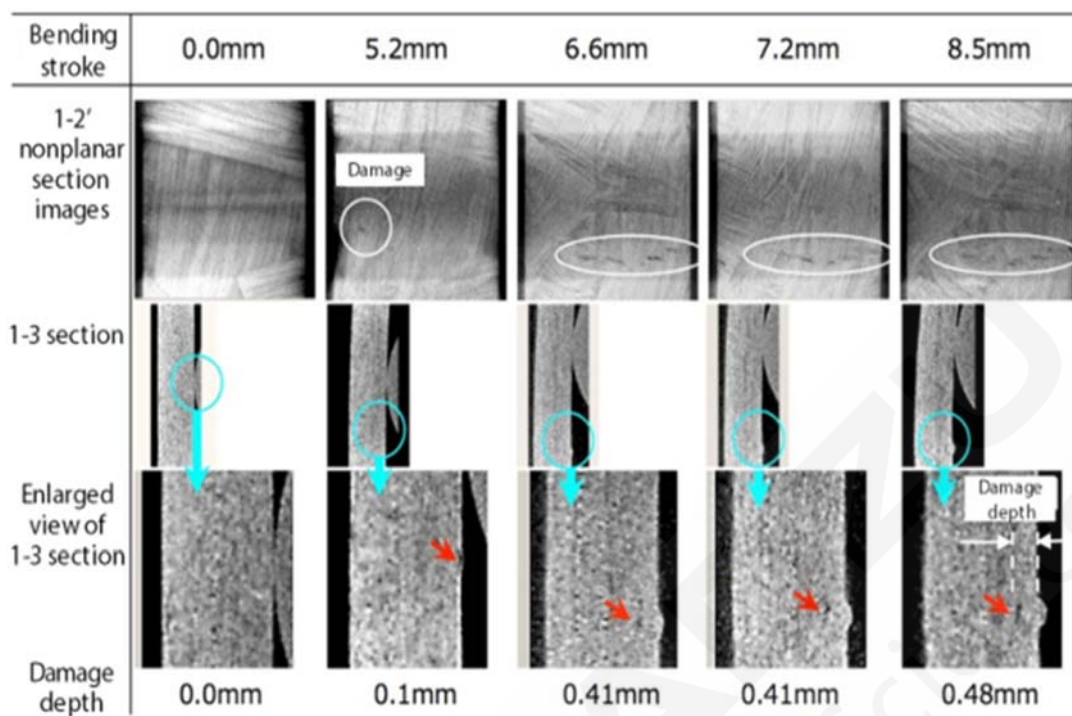 Bending stroke 0.0mm 5.2mm 6.6mm 7.2mm 8.5mm
1-2'
nonplanar
section
images
Damage
1-3 section
Enlarged
view of
1-3 section
Damage
depth
Damage
depth
0.0mm 0.1mm 0.41mm 0.41mm 0.48mm